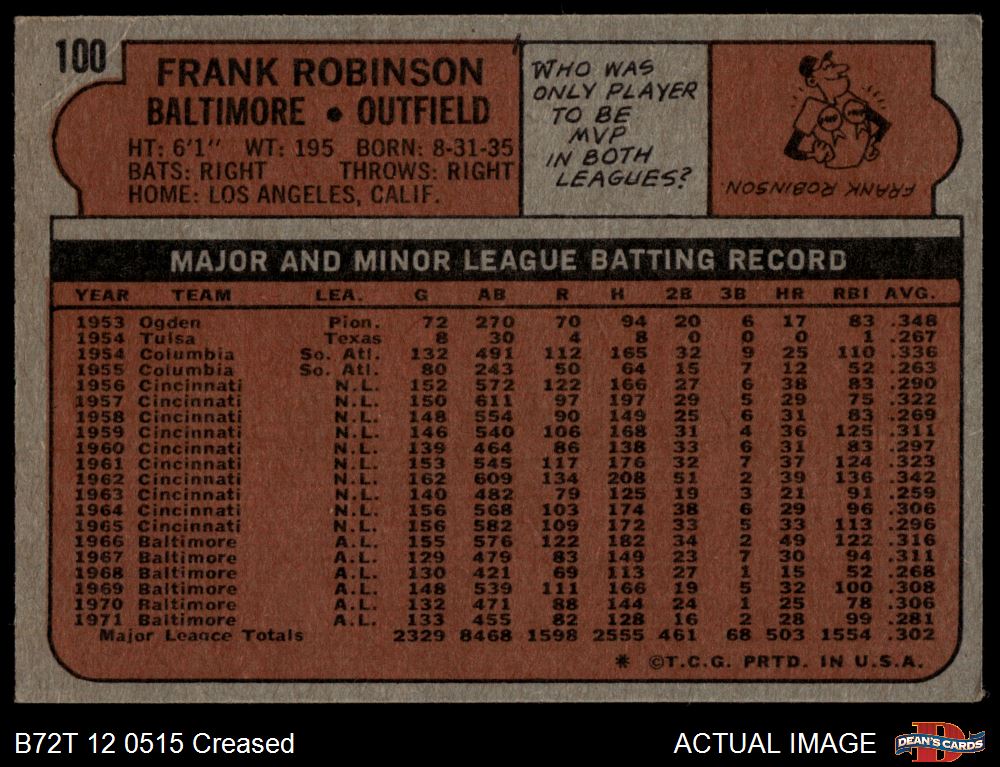 100
FRANK ROBINSON
BALTIMORE • OUTFIELD
HT: 6'1" WT: 195 BORN: 8-31-35
BATS: RIGHT THROWS: RIGHT
HOME: LOS ANGELES, CALIF.
WHO WAS
ONLY PLAYER
TO BE
MVP
IN BOTH
LEAGUES?
FRANK ROBINSON.
MAJOR AND MINOR LEAGUE BATTING RECORD
YEAR TEAM LEA. G AB R H 2B 3B HR RBI AVG.
1953 Ogden Pion. 72 270 70 94 20 6 17 83 .348
1954 Tulsa Texas 8 30 4 8 0 0 0 1 .267
1954 Columbia So. Atl. 132 491 112 165 32 9 25 110 .336
1955 Columbia So. Atl. 80 243 50 64 15 7 12 52 .263
1956 Cincinnati N.L. 152 572 122 166 27 6 38 83 .290
1957 Cincinnati N.L. 150 611 97 197 29 5 29 75 .322
1958 Cincinnati N.L. 148 554 90 149 25 6 31 83 .269
1959 Cincinnati N.L. 146 540 106 168 31 4 36 125 .311
1960 Cincinnati N.L. 139 464 86 138 33 6 31 83 .297
1961 Cincinnati N.L. 153 545 117 176 32 7 37 124 .323
1962 Cincinnati N.L. 162 609 134 208 51 2 39 136 .342
1963 Cincinnati N.L. 140 482 79 125 19 3 21 91 .259
1964 Cincinnati N.L. 156 568 103 174 38 6 29 96 .306
1965 Cincinnati N.L. 156 582 109 172 33 5 33 113 .296
1966 Baltimore A.L. 155 576 122 182 34 2 49 122 .316
1967 Baltimore A.L. 129 479 83 149 23 7 30 94 .311
1968 Baltimore A.L. 130 421 69 113 27 1 15 52 .268
1969 Baltimore A.L. 148 539 111 166 19 5 32 100 .308
1970 Baltimore A.L. 132 471 88 144 24 1 25 78 .306
1971 Baltimore A.L. 133 455 82 128 16 2 28 99 .281
Major League Totals 2329 8468 1598 2555 461 68 503 1554 .302
* ©T.C.G. PRTD. IN U.S.A.
B72T 12 0515 Creased
ACTUAL IMAGE
DEAN'S CARDS